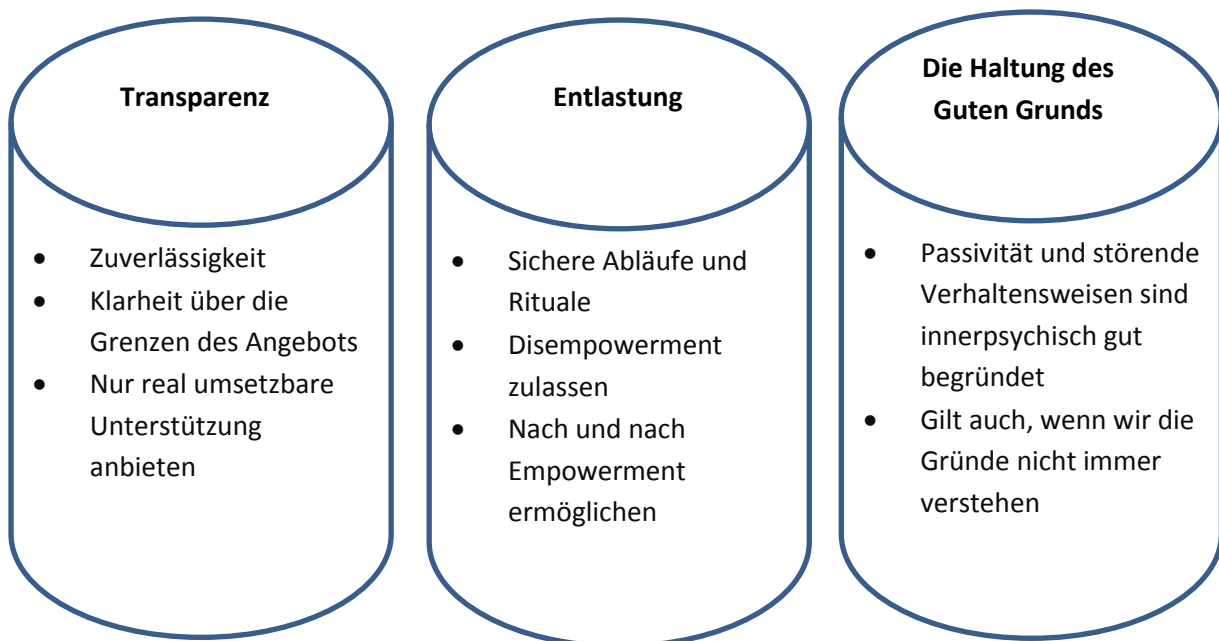 Transparenz
• Zuverlässigkeit
• Klarheit über die
Grenzen des Angebots
• Nur real umsetzbare
Unterstützung
anbieten
Entlastung
• Sichere Abläufe und
Rituale
• Disempowerment
zulassen
• Nach und nach
Empowerment
ermöglichen
Die Haltung des
Guten Grunds
• Passivität und störende
Verhaltensweisen sind
innerpsychisch gut
begründet
• Gilt auch, wenn wir die
Gründe nicht immer
verstehen